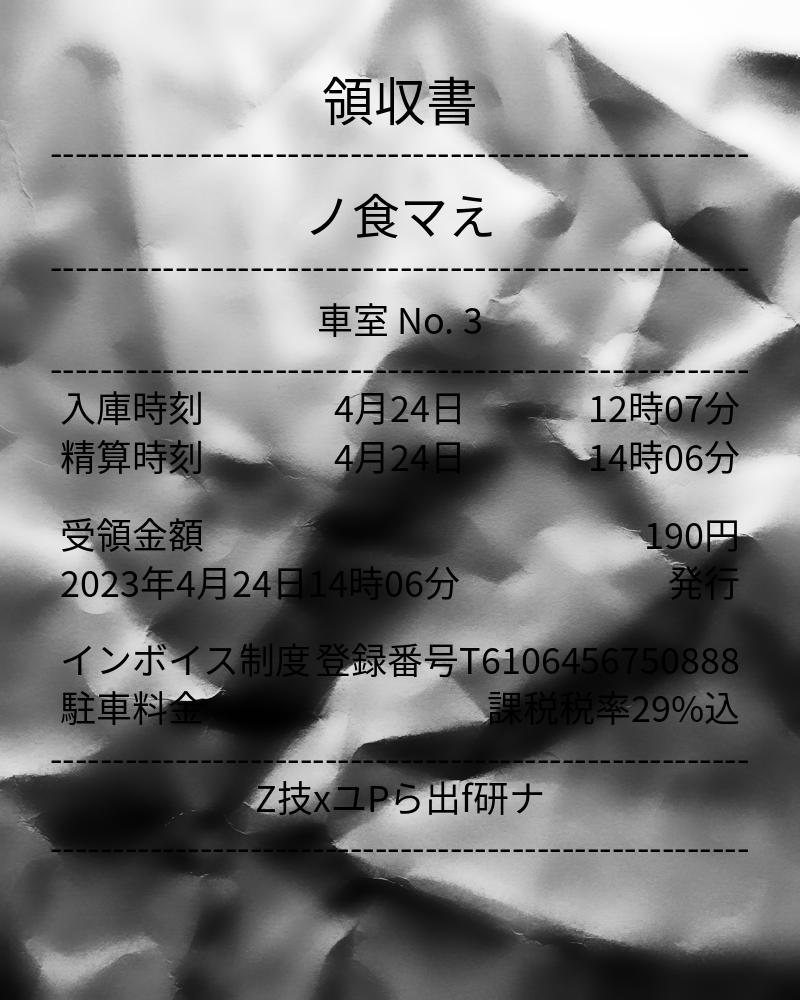 領収書
ノ食マえ
車室 No. 3
入庫時刻 4月24日 12時07分
精算時刻 4月24日 14時06分
受領金額 190円
2023年4月24日14時06分 発行
インボイス制度 登録番号T6106456750888
駐車料金 課税税率29%込
Z技xユPら出f研ナ